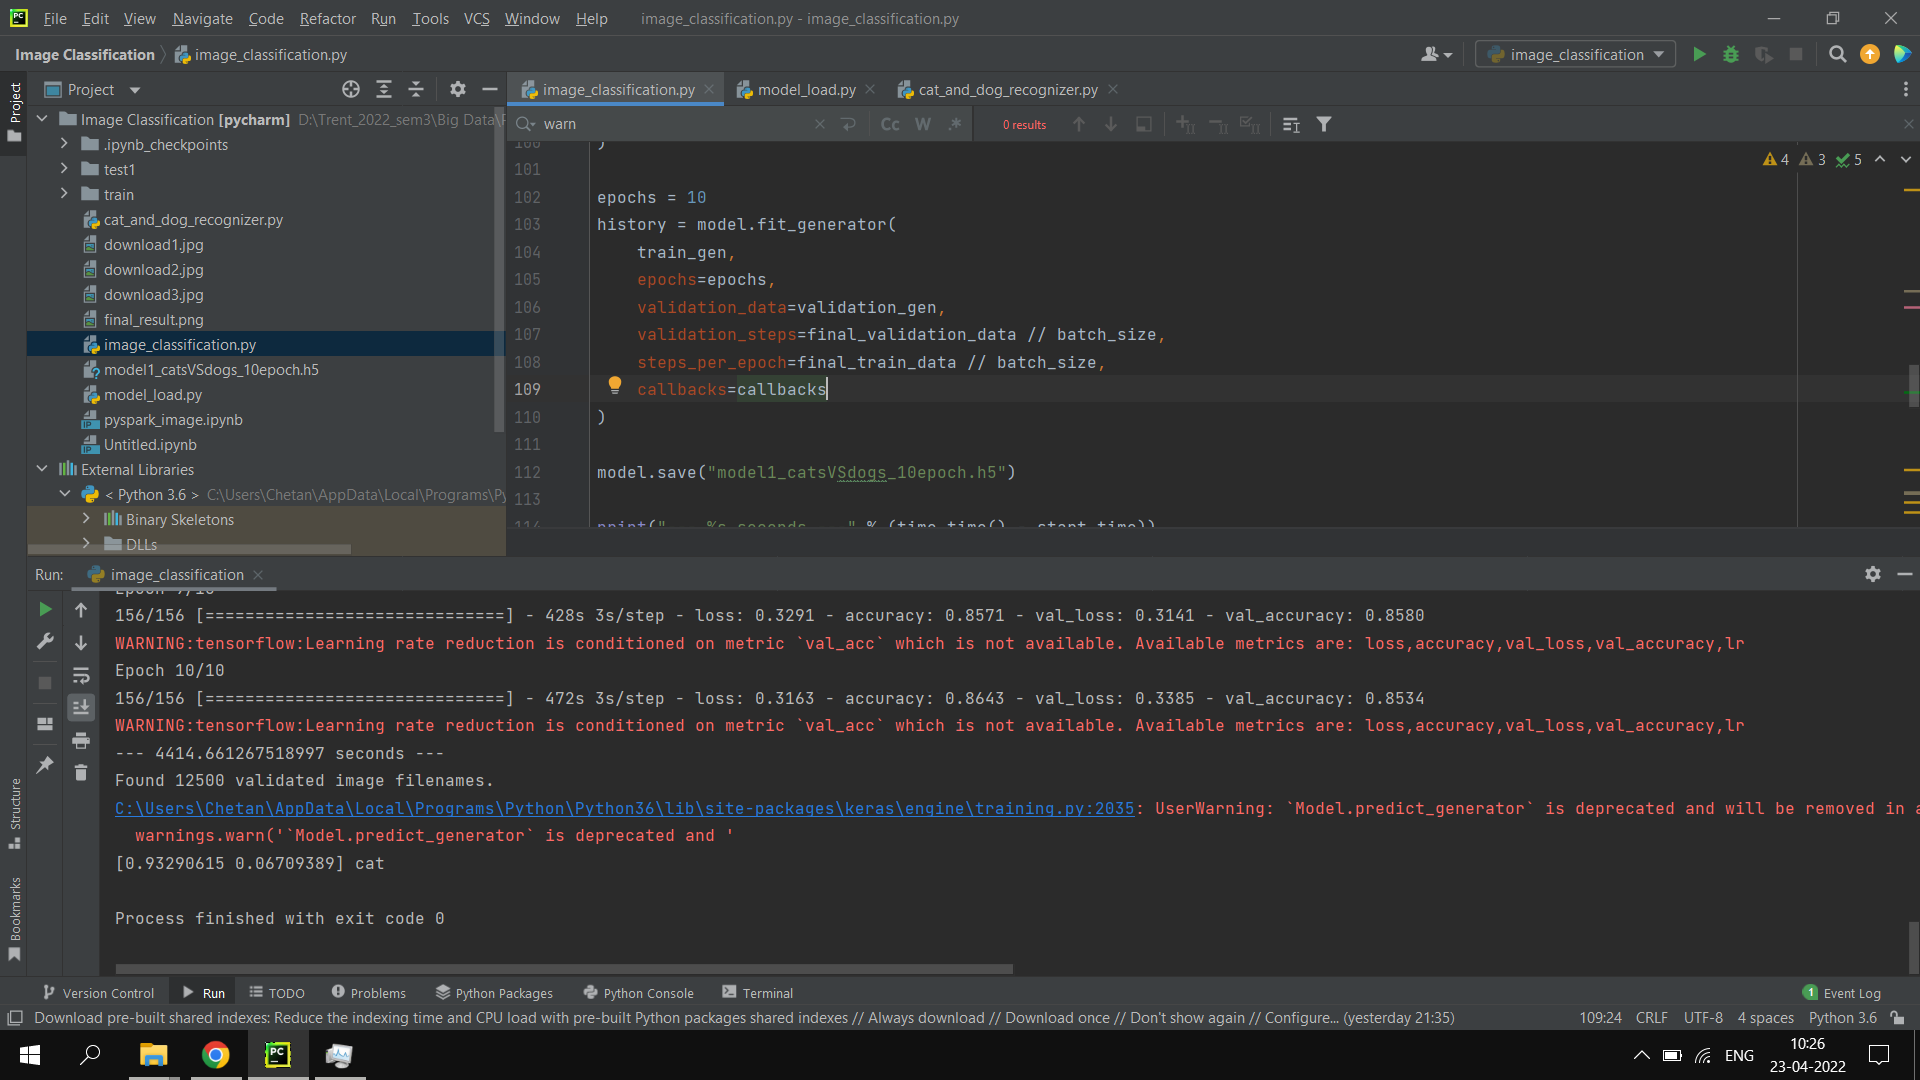 PC File Edit View Navigate Code Refactor Run Tools VCS Window Help image_classification.py - image_classification.py
Image Classification image_classification.py
image_classification
Project
Project
image_classification.py
model_load.py
cat_and_dog_recognizer.py
warn
Cc W .*
0 results
Image Classification [pycharm] D:\Trent_2022_sem3\Big Data\
.ipynb_checkpoints
test1
train
cat_and_dog_recognizer.py
download1.jpg
download2.jpg
download3.jpg
final_result.png
image_classification.py
model1_catsVSdogs_10epoch.h5
model_load.py
pyspark_image.ipynb
Untitled.ipynb
External Libraries
< Python 3.6 > C:\Users\Chetan\AppData\Local\Programs\Py
Binary Skeletons
DLLs
4 3 5
100 )
101
102 epochs = 10
103 history = model.fit_generator(
104 train_gen,
105 epochs=epochs,
106 validation_data=validation_gen,
107 validation_steps=final_validation_data // batch_size,
108 steps_per_epoch=final_train_data // batch_size,
109 callbacks=callbacks
110 )
111
112 model.save("model1_catsVSdogs_10epoch.h5")
113
114 print("--- %s seconds ---" % (time.time() - start_time))
Run: image_classification
Epoch 9/10
156/156 [==============================] - 428s 3s/step - loss: 0.3291 - accuracy: 0.8571 - val_loss: 0.3141 - val_accuracy: 0.8580
WARNING:tensorflow:Learning rate reduction is conditioned on metric `val_acc` which is not available. Available metrics are: loss,accuracy,val_loss,val_accuracy,lr
Epoch 10/10
156/156 [==============================] - 472s 3s/step - loss: 0.3163 - accuracy: 0.8643 - val_loss: 0.3385 - val_accuracy: 0.8534
WARNING:tensorflow:Learning rate reduction is conditioned on metric `val_acc` which is not available. Available metrics are: loss,accuracy,val_loss,val_accuracy,lr
--- 4414.661267518997 seconds ---
Found 12500 validated image filenames.
C:\Users\Chetan\AppData\Local\Programs\Python\Python36\lib\site-packages\keras\engine\training.py:2035: UserWarning: `Model.predict_generator` is deprecated and will be removed in a
warnings.warn('`Model.predict_generator` is deprecated and '
[0.93290615 0.06709389] cat
Process finished with exit code 0
Structure
Bookmarks
Version Control Run TODO Problems Python Packages Python Console Terminal 1 Event Log
Download pre-built shared indexes: Reduce the indexing time and CPU load with pre-built Python packages shared indexes // Always download // Download once // Don't show again // Configure... (yesterday 21:35) 109:24 CRLF UTF-8 4 spaces Python 3.6
PC
ENG
10:26
23-04-2022